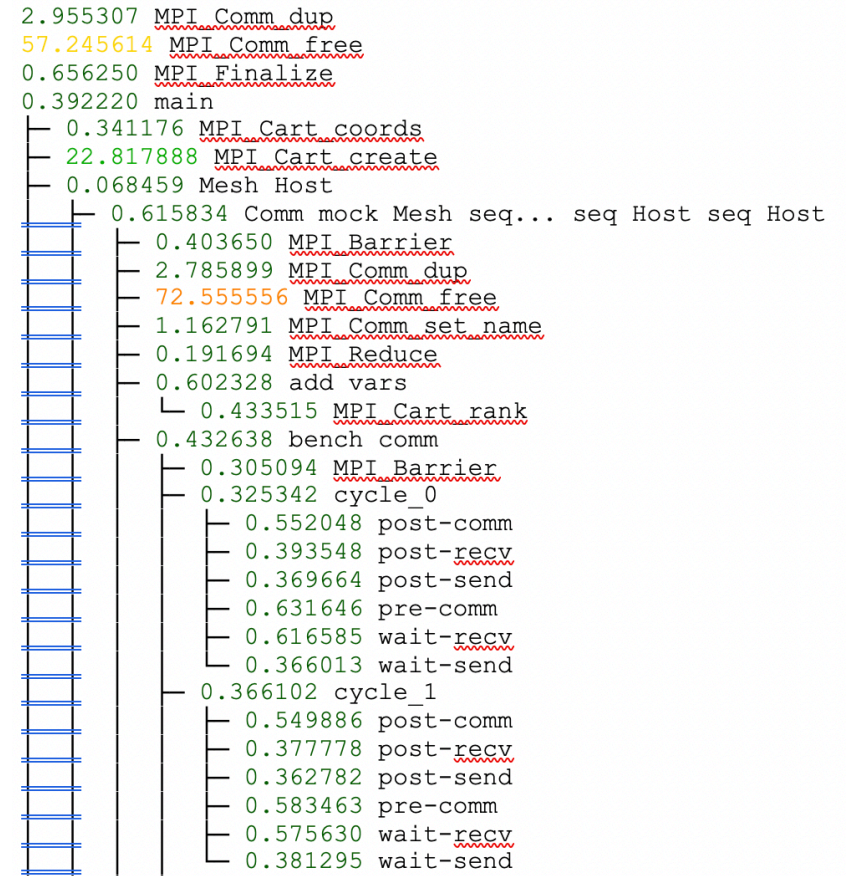 2.955307 MPI_Comm_dup
57.245614 MPI_Comm_free
0.656250 MPI_Finalize
0.392220 main
├─ 0.341176 MPI_Cart_coords
├─ 22.817888 MPI_Cart_create
├─ 0.068459 Mesh Host
│  ├─ 0.615834 Comm mock Mesh seq... seq Host seq Host
│  │  ├─ 0.403650 MPI_Barrier
│  │  ├─ 2.785899 MPI_Comm_dup
│  │  ├─ 72.555556 MPI_Comm_free
│  │  ├─ 1.162791 MPI_Comm_set_name
│  │  ├─ 0.191694 MPI_Reduce
│  │  ├─ 0.602328 add vars
│  │  │  └─ 0.433515 MPI_Cart_rank
│  │  ├─ 0.432638 bench comm
│  │  │  ├─ 0.305094 MPI_Barrier
│  │  │  ├─ 0.325342 cycle_0
│  │  │  │  ├─ 0.552048 post-comm
│  │  │  │  ├─ 0.393548 post-recv
│  │  │  │  ├─ 0.369664 post-send
│  │  │  │  ├─ 0.631646 pre-comm
│  │  │  │  ├─ 0.616585 wait-recv
│  │  │  │  └─ 0.366013 wait-send
│  │  │  ├─ 0.366102 cycle_1
│  │  │  │  ├─ 0.549886 post-comm
│  │  │  │  ├─ 0.377778 post-recv
│  │  │  │  ├─ 0.362782 post-send
│  │  │  │  ├─ 0.583463 pre-comm
│  │  │  │  ├─ 0.575630 wait-recv
│  │  │  │  └─ 0.381295 wait-send